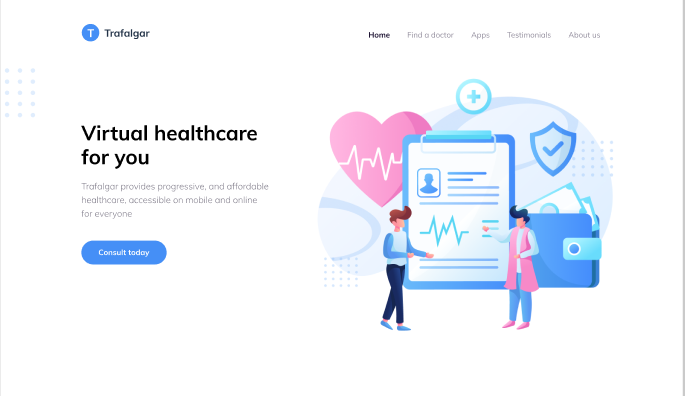 T Trafalgar
Home Find a doctor Apps Testimonials About us
Virtual healthcare
for you
Trafalgar provides progressive, and affordable
healthcare, accessible on mobile and online
for everyone
Consult today